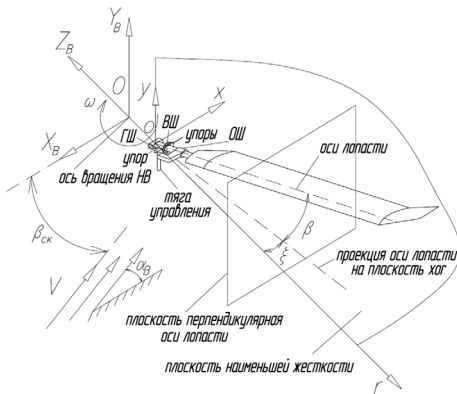 Y_B
Z_B
O
y
x
ω
ГШ
O
ВШ
упоры
ОШ
X_B
упор
ось вращения НВ
оси лопасти
тяга
управления
β_ск
β
ξ
V
α_B
проекция оси лопасти
на плоскость xor
плоскость перпендикулярная
оси лопасти
плоскость наименьшей жесткости
r